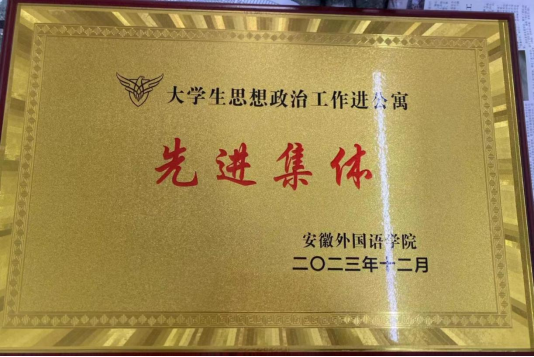 大学生思想政治工作进公寓
先进集体
安徽外国语学院
二〇二三年十二月